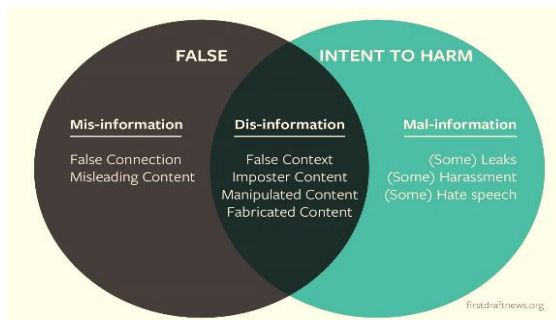 FALSE
INTENT TO HARM
Mis-information
False Connection
Misleading Content
Dis-information
False Context
Imposter Content
Manipulated Content
Fabricated Content
Mal-information
(Some) Leaks
(Some) Harassment
(Some) Hate speech
firstdraftnews.org